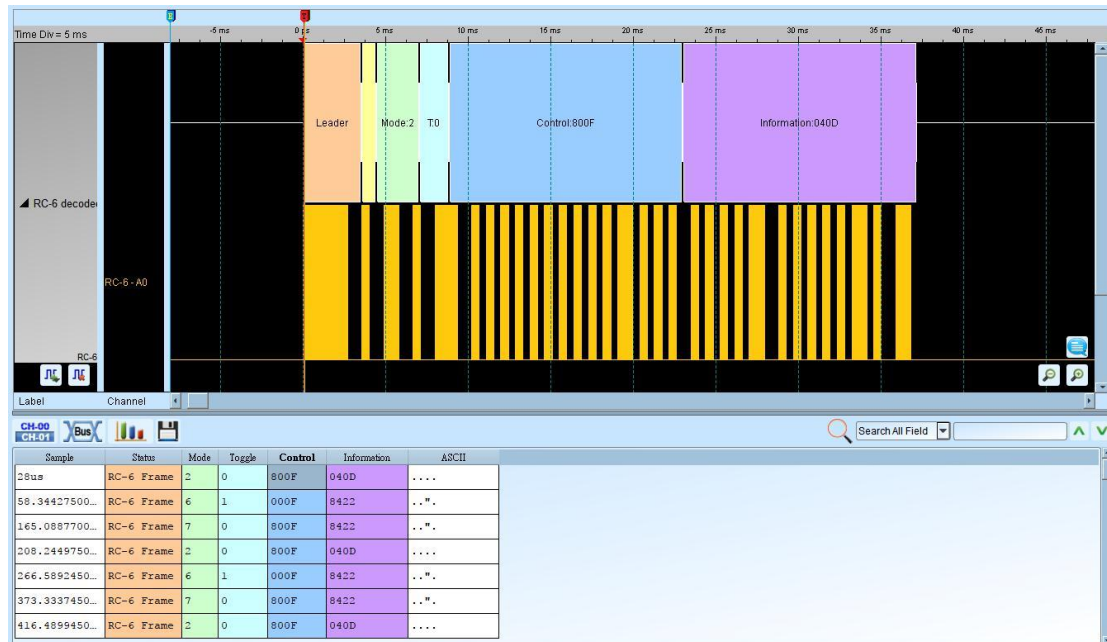 Time Div = 5 ms
-5 ms 0 ps 5 ms 10 ms 15 ms 20 ms 25 ms 30 ms 35 ms 40 ms 45 ms
Leader Mode:2 T:0 Control:800F Information:040D
RC-6 decoded
RC-6 - A0
RC-6
Label Channel
CH-00
CH-01
Bus
Search All Field
Sample Status Mode Toggle Control Information ASCII
28us RC-6 Frame 2 0 800F 040D ....
58.34427500... RC-6 Frame 6 1 000F 8422 ..".
165.0887700... RC-6 Frame 7 0 800F 8422 ..".
208.2449750... RC-6 Frame 2 0 800F 040D ....
266.5892450... RC-6 Frame 6 1 000F 8422 ..".
373.3337450... RC-6 Frame 7 0 800F 8422 ..".
416.4899450... RC-6 Frame 2 0 800F 040D ....